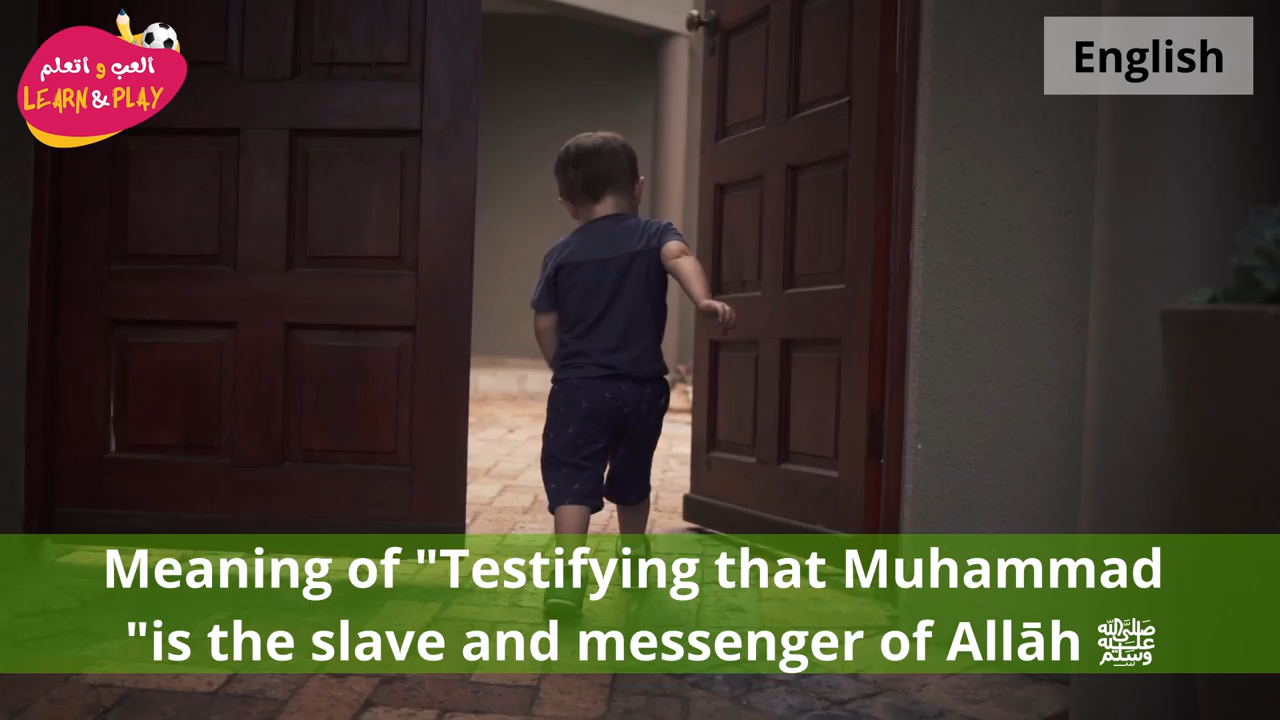 ألعب و أتعلم
LEARN & PLAY
English
Meaning of "Testifying that Muhammad
"is the slave and messenger of Allāh ﷺ